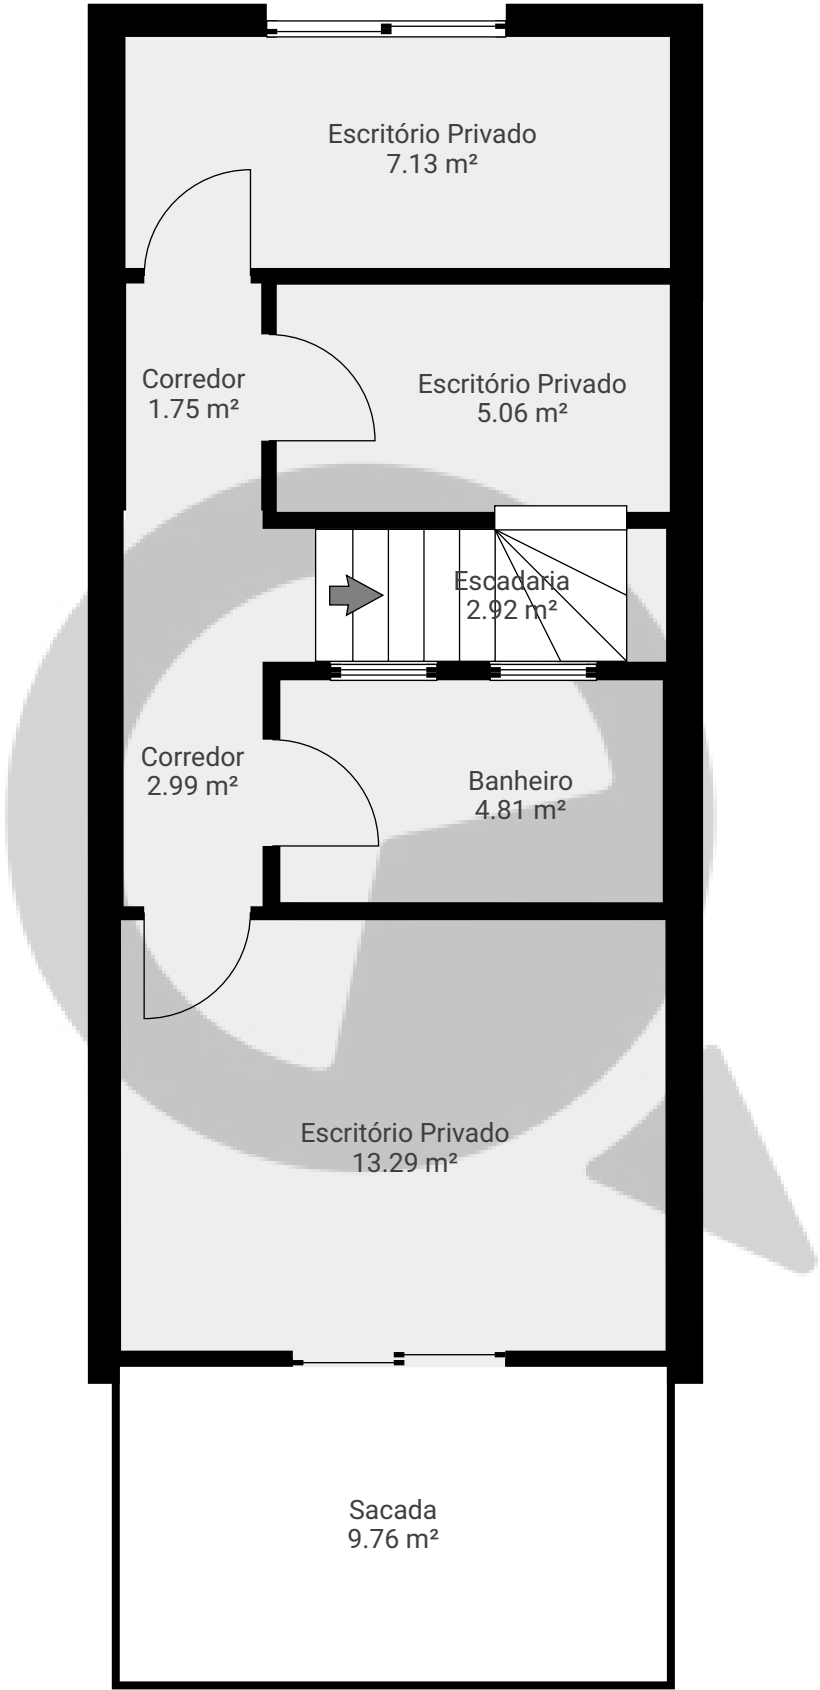 Escritório Privado
7.13 m²
Corredor
1.75 m²
Escritório Privado
5.06 m²
Escadaria
2.92 m²
Corredor
2.99 m²
Banheiro
4.81 m²
Escritório Privado
13.29 m²
Sacada
9.76 m²